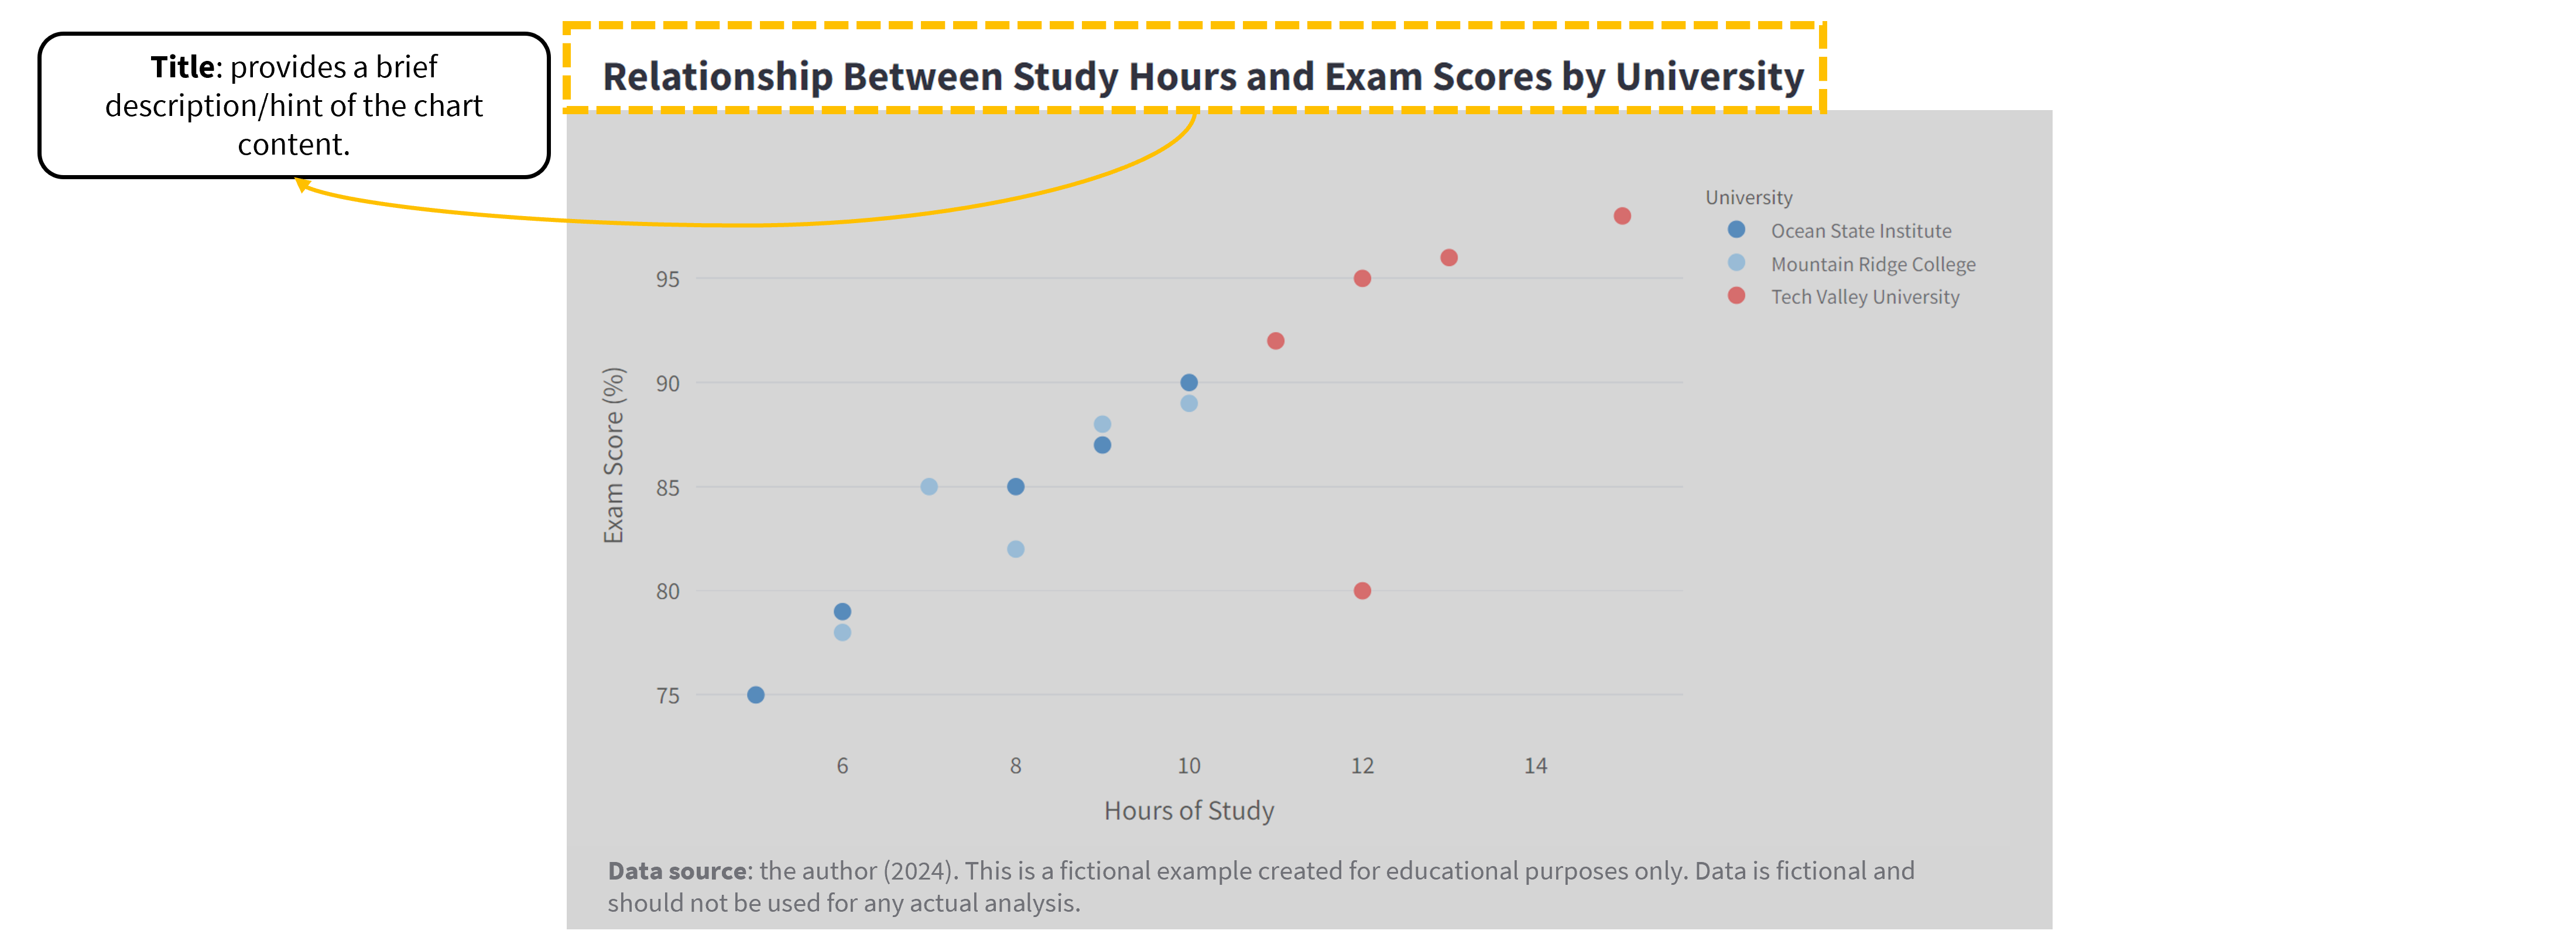 Title: provides a brief
description/hint of the chart
content.
Relationship Between Study Hours and Exam Scores by University
University
Ocean State Institute
Mountain Ridge College
Tech Valley University
Exam Score (%)
95
90
85
80
75
6 8 10 12 14
Hours of Study
Data source: the author (2024). This is a fictional example created for educational purposes only. Data is fictional and
should not be used for any actual analysis.